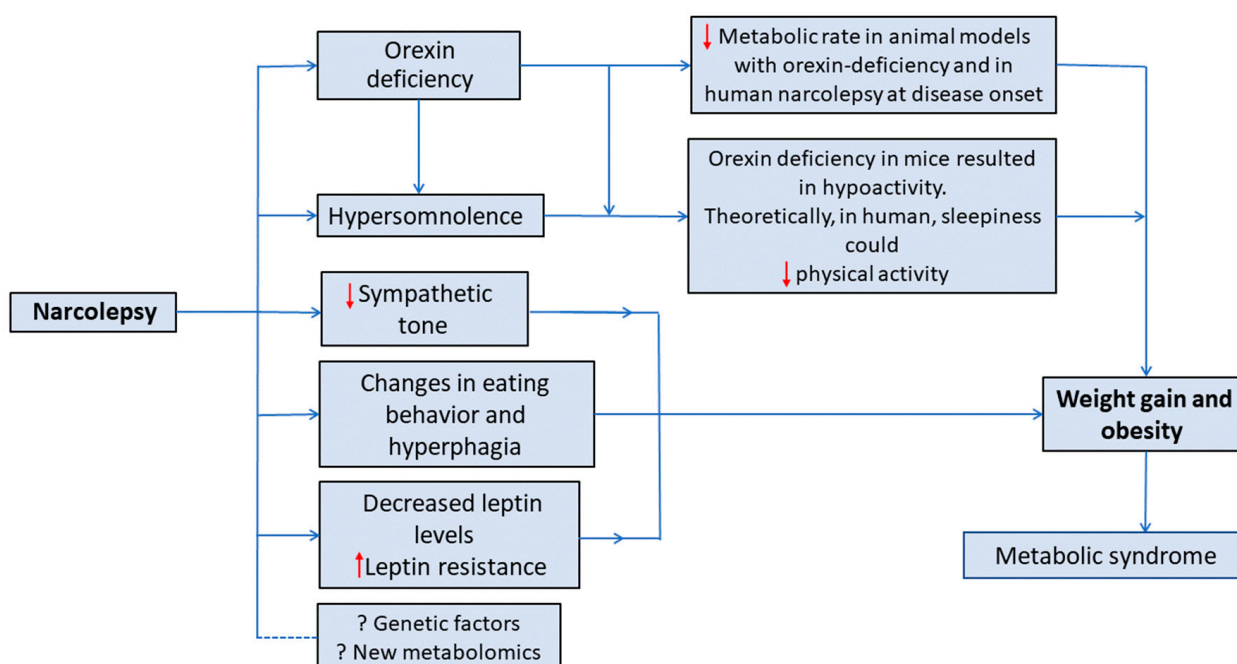 Orexin
deficiency
↓ Metabolic rate in animal models
with orexin-deficiency and in
human narcolepsy at disease onset
Hypersomnolence
Orexin deficiency in mice resulted
in hypoactivity.
Theoretically, in human, sleepiness
could
↓ physical activity
Narcolepsy
↓Sympathetic
tone
Changes in eating
behavior and
hyperphagia
Weight gain and
obesity
Decreased leptin
levels
↑Leptin resistance
Metabolic syndrome
? Genetic factors
? New metabolomics